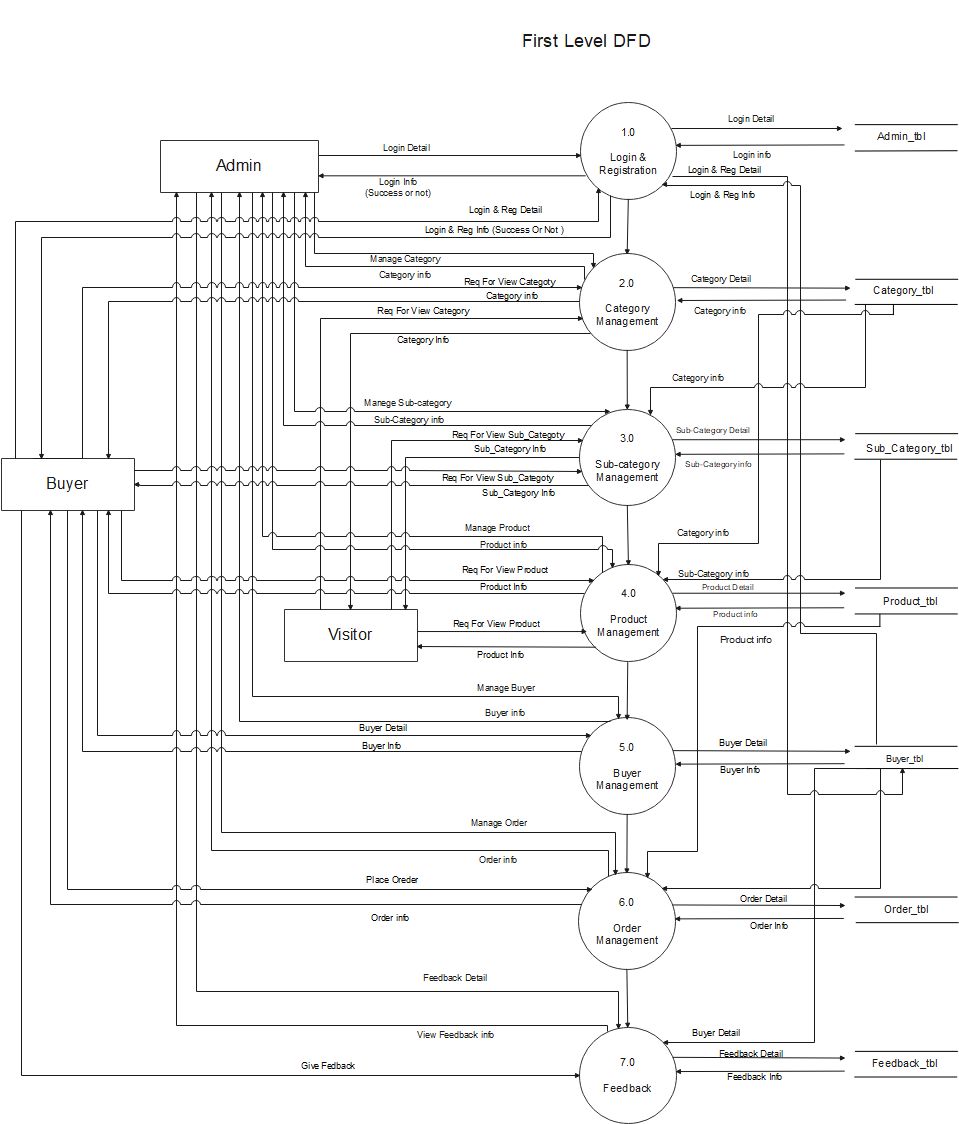 First Level DFD
1.0
Login &
Registration
Login Detail
Admin_tbl
Login info
Login & Reg Detail
Login & Reg Info
Admin
Login Detail
Login Info
(Success or not)
Login & Reg Detail
Login & Reg Info (Success Or Not )
Manage Category
Category info
Req For View Categoty
Category info
Req For View Category
Category Info
2.0
Category
Management
Category Detail
Category_tbl
Category info
Category info
Manege Sub-category
Sub-Category info
Req For View Sub_Categoty
Sub_Category Info
Req For View Sub_Categoty
Sub_Category Info
3.0
Sub-category
Management
Sub-Category Detail
Sub_Category_tbl
Sub-Category info
Buyer
Manage Product
Product info
Req For View Product
Product Info
Category info
Sub-Category info
4.0
Product
Management
Product Detail
Product_tbl
Product info
Product info
Visitor
Req For View Product
Product Info
Manage Buyer
Buyer info
Buyer Detail
Buyer Info
5.0
Buyer
Management
Buyer Detail
Buyer_tbl
Buyer Info
Manage Order
Order info
Place Oreder
Order info
6.0
Order
Management
Order Detail
Order_tbl
Order Info
Feedback Detail
View Feedback info
Give Fedback
7.0
Feedback
Buyer Detail
Feedback Detail
Feedback_tbl
Feedback Info